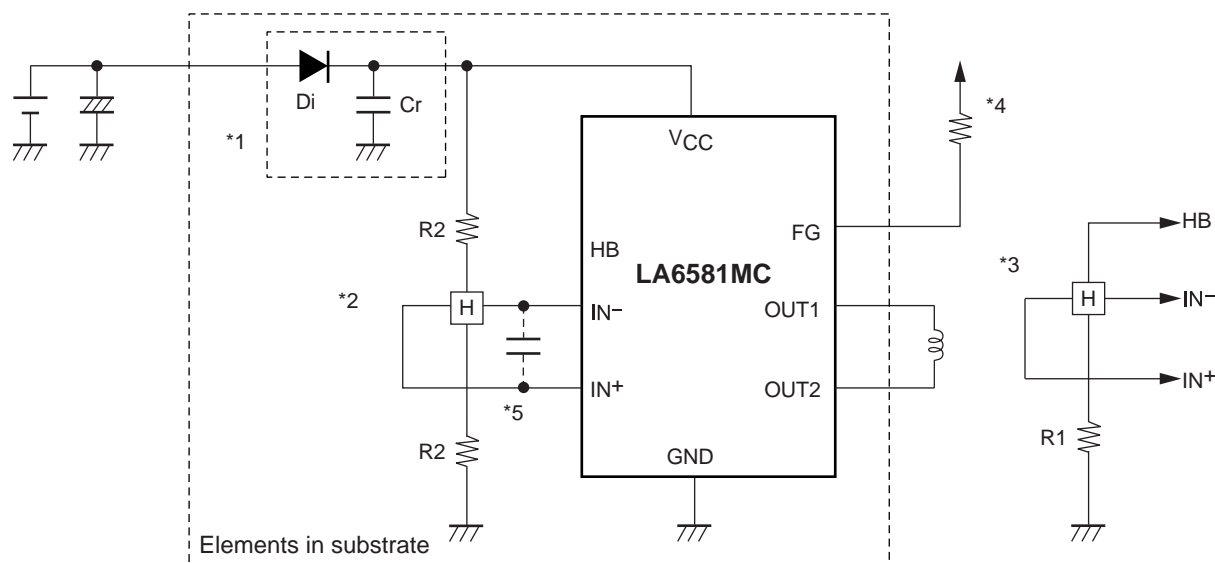 Di
Cr
*1
*4
VCC
R2
HB
FG
HB
LA6581MC
*3
*2
H
IN–
OUT1
H
IN–
IN+
OUT2
IN+
*5
R2
R1
GND
Elements in substrate